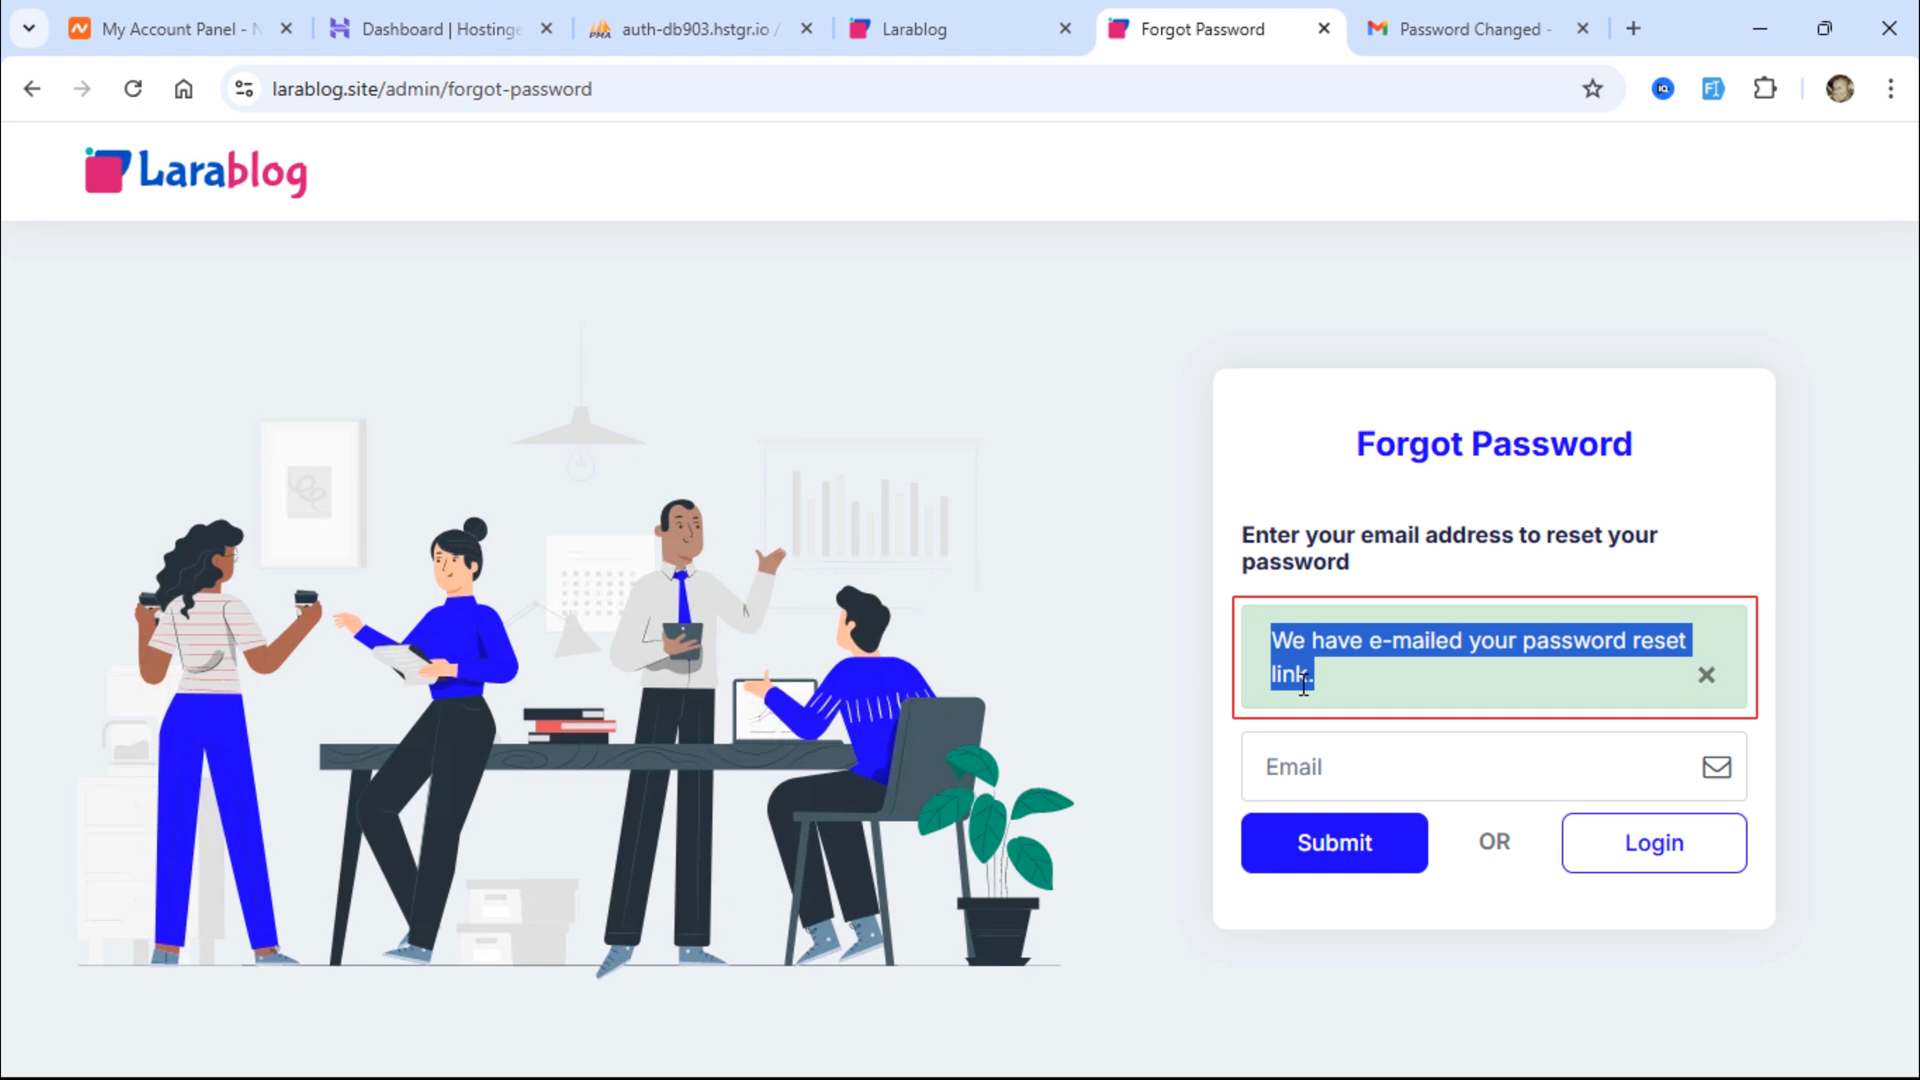 My Account Panel -
Dashboard | Hostinge
auth-db903.hstgr.io /
Larablog
Forgot Password
Password Changed -
larablog.site/admin/forgot-password
Larablog
Forgot Password
Enter your email address to reset your
password
We have e-mailed your password reset
link.
Email
Submit
OR
Login